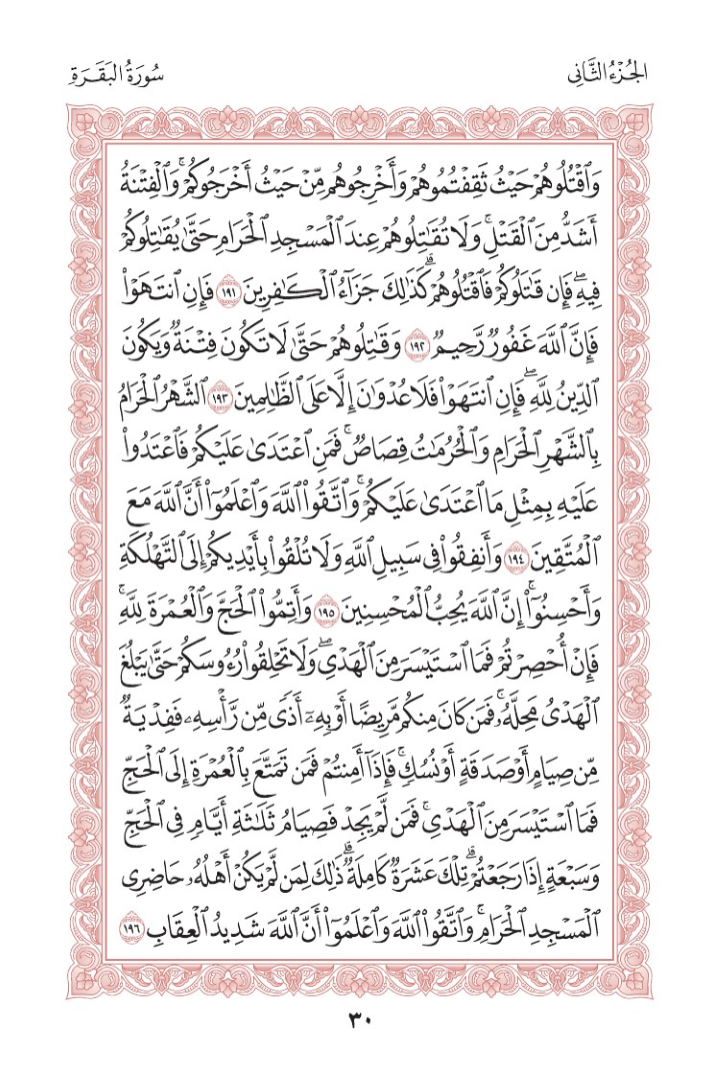 الجُزْءُ الثَّانِي
سُورَةُ البَقَرَةِ
وَٱقۡتُلُوهُمۡ حَيۡثُ ثَقِفۡتُمُوهُمۡ وَأَخۡرِجُوهُم مِّنۡ حَيۡثُ أَخۡرَجُوكُمۡۚ وَٱلۡفِتۡنَةُ
أَشَدُّ مِنَ ٱلۡقَتۡلِۚ وَلَا تُقَٰتِلُوهُمۡ عِندَ ٱلۡمَسۡجِدِ ٱلۡحَرَامِ حَتَّىٰ يُقَٰتِلُوكُمۡ
فِيهِۖ فَإِن قَٰتَلُوكُمۡ فَٱقۡتُلُوهُمۡۗ كَذَٰلِكَ جَزَآءُ ٱلۡكَٰفِرِينَ ١٩١ فَإِنِ ٱنتَهَوۡاْ
فَإِنَّ ٱللَّهَ غَفُورٞ رَّحِيمٞ ١٩٢ وَقَٰتِلُوهُمۡ حَتَّىٰ لَا تَكُونَ فِتۡنَةٞ وَيَكُونَ
ٱلدِّينُ لِلَّهِۖ فَإِنِ ٱنتَهَوۡاْ فَلَا عُدۡوَٰنَ إِلَّا عَلَى ٱلظَّٰلِمِينَ ١٩٣ ٱلشَّهۡرُ ٱلۡحَرَامُ
بِٱلشَّهۡرِ ٱلۡحَرَامِ وَٱلۡحُرُمَٰتُ قِصَاصٞۚ فَمَنِ ٱعۡتَدَىٰ عَلَيۡكُمۡ فَٱعۡتَدُواْ
عَلَيۡهِ بِمِثۡلِ مَا ٱعۡتَدَىٰ عَلَيۡكُمۡۚ وَٱتَّقُواْ ٱللَّهَ وَٱعۡلَمُوٓاْ أَنَّ ٱللَّهَ مَعَ
ٱلۡمُتَّقِينَ ١٩٤ وَأَنفِقُواْ فِي سَبِيلِ ٱللَّهِ وَلَا تُلۡقُواْ بِأَيۡدِيكُمۡ إِلَى ٱلتَّهۡلُكَةِ
وَأَحۡسِنُوٓاْۚ إِنَّ ٱللَّهَ يُحِبُّ ٱلۡمُحۡسِنِينَ ١٩٥ وَأَتِمُّواْ ٱلۡحَجَّ وَٱلۡعُمۡرَةَ لِلَّهِۚ
فَإِنۡ أُحۡصِرۡتُمۡ فَمَا ٱسۡتَيۡسَرَ مِنَ ٱلۡهَدۡيِۖ وَلَا تَحۡلِقُواْ رُءُوسَكُمۡ حَتَّىٰ يَبۡلُغَ
ٱلۡهَدۡيُ مَحِلَّهُۥۚ فَمَن كَانَ مِنكُم مَّرِيضًا أَوۡ بِهِۦٓ أَذٗى مِّن رَّأۡسِهِۦ فَفِدۡيَةٞ
مِّن صِيَامٍ أَوۡ صَدَقَةٍ أَوۡ نُسُكٖۚ فَإِذَآ أَمِنتُمۡ فَمَن تَمَتَّعَ بِٱلۡعُمۡرَةِ إِلَى ٱلۡحَجِّ
فَمَا ٱسۡتَيۡسَرَ مِنَ ٱلۡهَدۡيِۚ فَمَن لَّمۡ يَجِدۡ فَصِيَامُ ثَلَٰثَةِ أَيَّامٖ فِي ٱلۡحَجِّ
وَسَبۡعَةٍ إِذَا رَجَعۡتُمۡۗ تِلۡكَ عَشَرَةٞ كَامِلَةٞۗ ذَٰلِكَ لِمَن لَّمۡ يَكُنۡ أَهۡلُهُۥ حَاضِرِي
ٱلۡمَسۡجِدِ ٱلۡحَرَامِۚ وَٱتَّقُواْ ٱللَّهَ وَٱعۡلَمُوٓاْ أَنَّ ٱللَّهَ شَدِيدُ ٱلۡعِقَابِ ١٩٦
٣٠